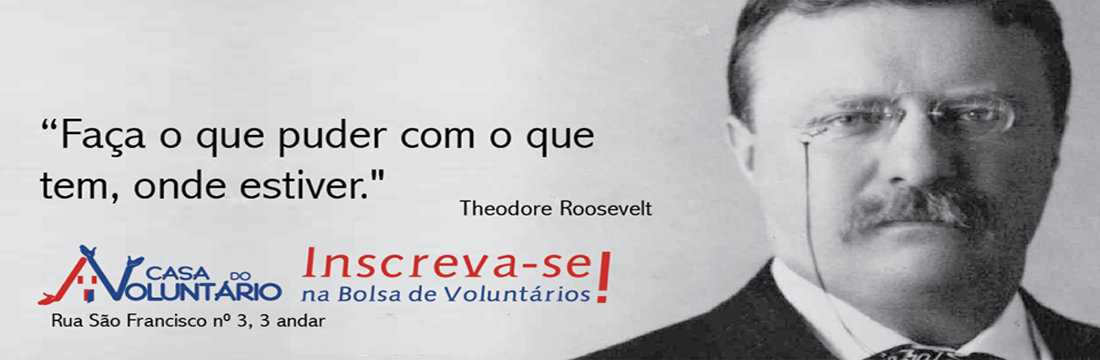 “Faça o que puder com o que
tem, onde estiver."
Theodore Roosevelt
CASA DO
VOLUNTÁRIO
Inscreva-se!
na Bolsa de Voluntários
Rua São Francisco nº 3, 3 andar